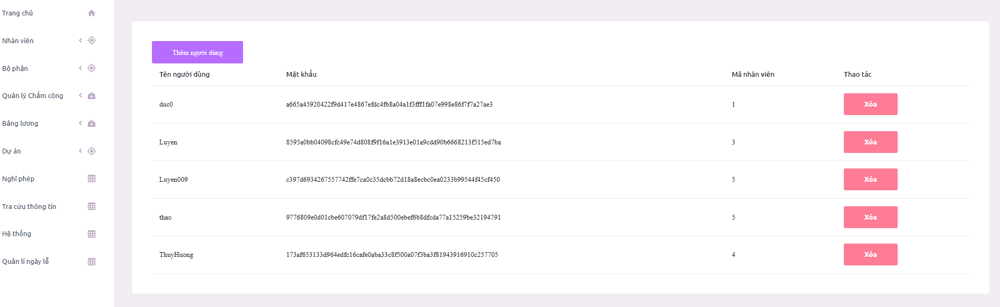 Trang chủ
Nhân viên
Bộ phận
Quản lý Chấm công
Bảng lương
Dự án
Nghỉ phép
Tra cứu thông tin
Hệ thống
Quản lí ngày lễ
Thêm người dùng
Tên người dùng Mật khẩu Mã nhân viên Thao tác
duc0 a665a45920422f9d417e4867efdc4fb8a04a1f3fff1fa07e998e86f7f7a27ae3 1 Xóa
Luyen 8595a0bb04098cfc49e74d808f9f16a1e3913e01a9cdd90b6668213f515ed7ba 3 Xóa
Luyen009 c397d6934267557742ffe7ca0c35dcbb72d18a8ecbc0ea0233b99544f45cf450 5 Xóa
thao 9776809e0d01cbe607079df17fe2a8d500ebef6b8dfcda77a15259be32194791 5 Xóa
ThuyHuong 173af653133d964edfc16cafe0aba33c8f500a07f3ba3f81943916910c257705 4 Xóa